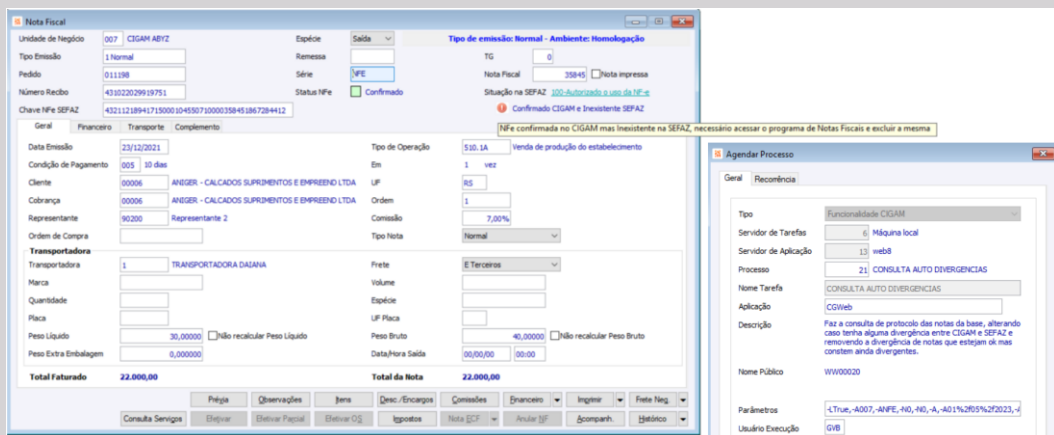 Nota Fiscal
Unidade de Negócio 007 CIGAM ABYZ Espécie Saída Tipo de emissão: Normal - Ambiente: Homologação
Tipo Emissão 1 Normal Remessa TG 0
Pedido 011198 Série NFE Nota Fiscal 35845 Nota impressa
Número Recibo 431022029919751 Status NFe Confirmado Situação na SEFAZ 100-Autorizado o uso da NF-e
Chave NFe SEFAZ 43211218941715000104550710000358451867284412 Confirmado CIGAM e Inexistente SEFAZ
Geral Financeiro Transporte Complemento
NFe confirmada no CIGAM mas Inexistente na SEFAZ, necessário acessar o programa de Notas Fiscais e excluir a mesma
Data Emissão 23/12/2021 Tipo de Operação 510.1A Venda de produção do estabelecimento
Condição de Pagamento 005 10 dias Em 1 vez
Cliente 00006 ANIGER - CALCADOS SUPRIMENTOS E EMPREEND LTDA UF RS
Cobrança 00006 ANIGER - CALCADOS SUPRIMENTOS E EMPREEND LTDA Ordem 1
Representante 90200 Representante 2 Comissão 7,00%
Ordem de Compra Tipo Nota Normal
Transportadora
Transportadora 1 TRANSPORTADORA DAIANA Frete E Terceiros
Marca Volume
Quantidade Espécie
Placa UF Placa
Peso Líquido 30,00000 Não recalcular Peso Líquido Peso Bruto 40,00000 Não recalcular Peso Bruto
Peso Extra Embalagem 0,000000 Data/Hora Saída 00/00/00 00:00
Total Faturado 22.000,00 Total da Nota 22.000,00
Prévia Observações Itens Desc./Encargos Comissões Financeiro Imprimir Frete Neg.
Consulta Serviços Efetivar Efetivar Parcial Efetivar OS Impostos Nota ECF Anular NF Acompanh. Histórico
Agendar Processo
Geral Recorrência
Tipo Funcionalidade CIGAM
Servidor de Tarefas 6 Máquina local
Servidor de Aplicação 13 web8
Processo 21 CONSULTA AUTO DIVERGENCIAS
Nome Tarefa CONSULTA AUTO DIVERGENCIAS
Aplicação CGWeb
Descrição Faz a consulta de protocolo das notas da base, alterando
caso tenha alguma divergência entre CIGAM e SEFAZ e
removendo a divergência de notas que estejam ok mas
constem ainda divergentes.
Nome Público WW00020
Parâmetros -LTrue,-A007,-ANFE,-N0,-N0,-A,-A01%2f05%2f2023,-A
Usuário Execução GVB